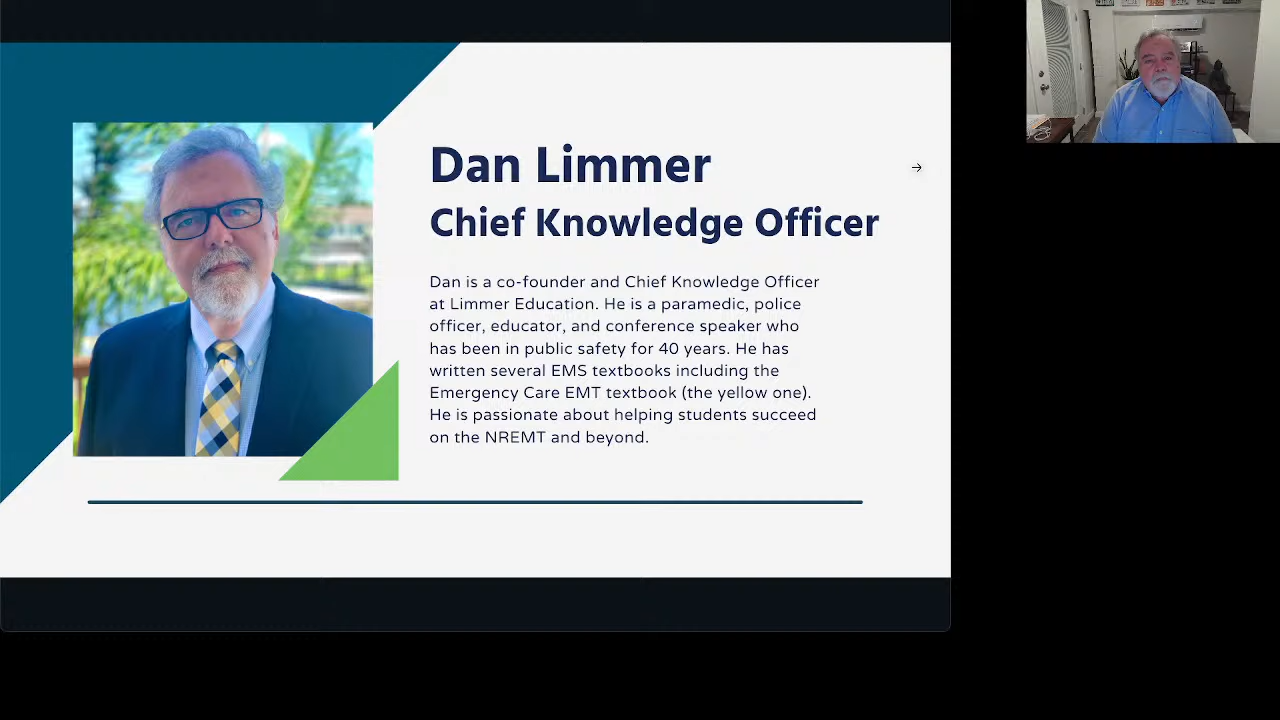 Dan Limmer
Chief Knowledge Officer
Dan is a co-founder and Chief Knowledge Officer
at Limmer Education. He is a paramedic, police
officer, educator, and conference speaker who
has been in public safety for 40 years. He has
written several EMS textbooks including the
Emergency Care EMT textbook (the yellow one).
He is passionate about helping students succeed
on the NREMT and beyond.